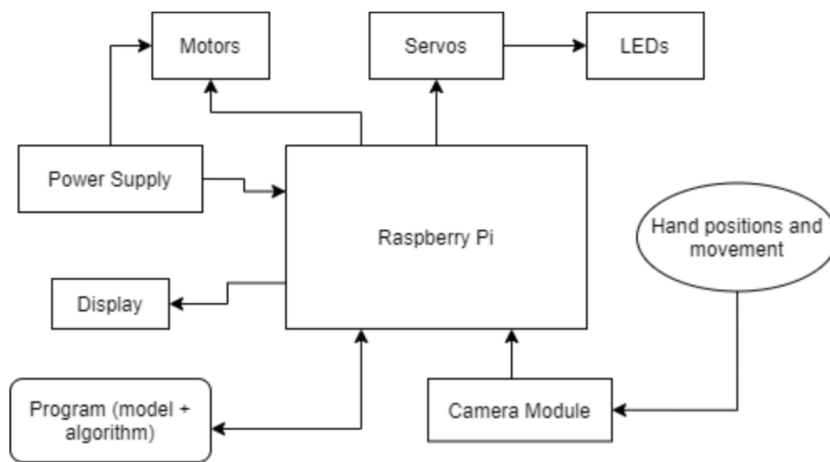 Motors
Servos
LEDs
Power Supply
Raspberry Pi
Hand positions and
movement
Display
Program (model +
algorithm)
Camera Module